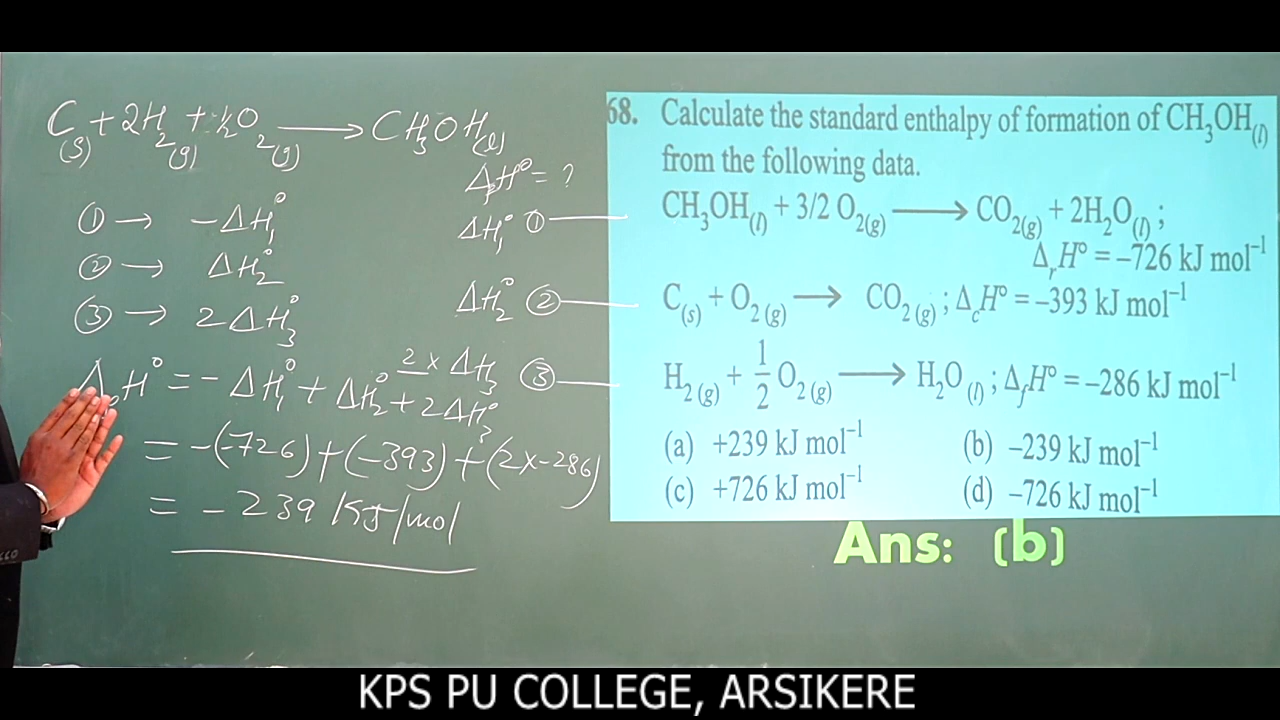 C(s) + 2H₂(g) + ½O₂(g) ⟶ CH₃OH(l)
ΔfH° = ?
① → -ΔH₁°
② → ΔH₂°
③ → 2ΔH₃°
ΔH₁° ①
ΔH₂° ②
2 × ΔH₃ ③
H° = -ΔH₁° + ΔH₂° + 2ΔH₃°
= -(-726) + (-393) + (2×-286)
= -239 KJ/mol
68. Calculate the standard enthalpy of formation of CH₃OH(l)
from the following data.
CH₃OH(l) + 3/2 O₂(g) ⟶ CO₂(g) + 2H₂O(l) ;
ΔrH° = –726 kJ mol⁻¹
C(s) + O₂(g) ⟶ CO₂(g) ; ΔcH° = –393 kJ mol⁻¹
H₂(g) + 1/2 O₂(g) ⟶ H₂O(l) ; ΔfH° = –286 kJ mol⁻¹
(a) +239 kJ mol⁻¹ (b) –239 kJ mol⁻¹
(c) +726 kJ mol⁻¹ (d) –726 kJ mol⁻¹
Ans: (b)
KPS PU COLLEGE, ARSIKERE